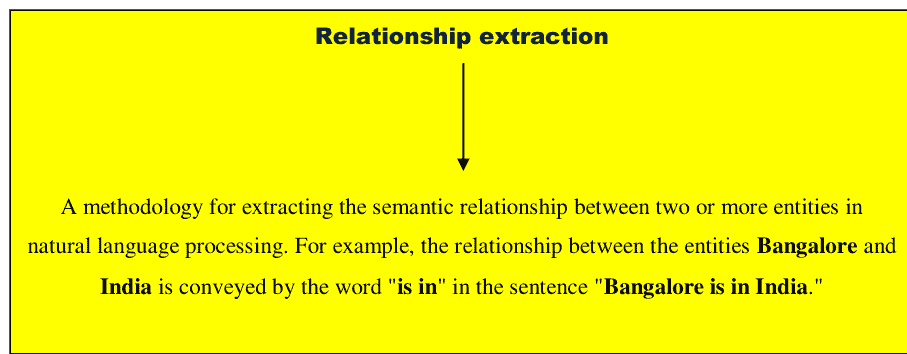 Relationship extraction
A methodology for extracting the semantic relationship between two or more entities in
natural language processing. For example, the relationship between the entities Bangalore and
India is conveyed by the word "is in" in the sentence "Bangalore is in India."